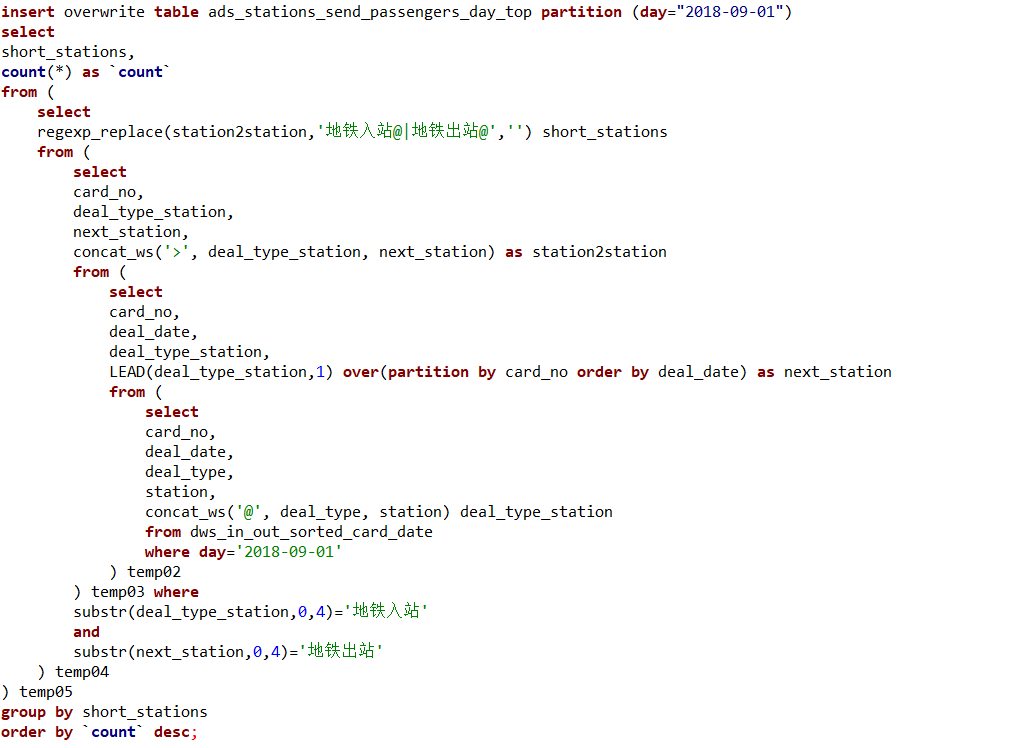 insert overwrite table ads_stations_send_passengers_day_top partition (day="2018-09-01")
select
short_stations,
count(*) as `count`
from (
    select
    regexp_replace(station2station,'地铁入站@|地铁出站@','') short_stations
    from (
        select
        card_no,
        deal_type_station,
        next_station,
        concat_ws('>', deal_type_station, next_station) as station2station
        from (
            select
            card_no,
            deal_date,
            deal_type_station,
            LEAD(deal_type_station,1) over(partition by card_no order by deal_date) as next_station
            from (
                select
                card_no,
                deal_date,
                deal_type,
                station,
                concat_ws('@', deal_type, station) deal_type_station
                from dws_in_out_sorted_card_date
                where day='2018-09-01'
            ) temp02
        ) temp03 where
        substr(deal_type_station,0,4)='地铁入站'
        and
        substr(next_station,0,4)='地铁出站'
    ) temp04
) temp05
group by short_stations
order by `count` desc;